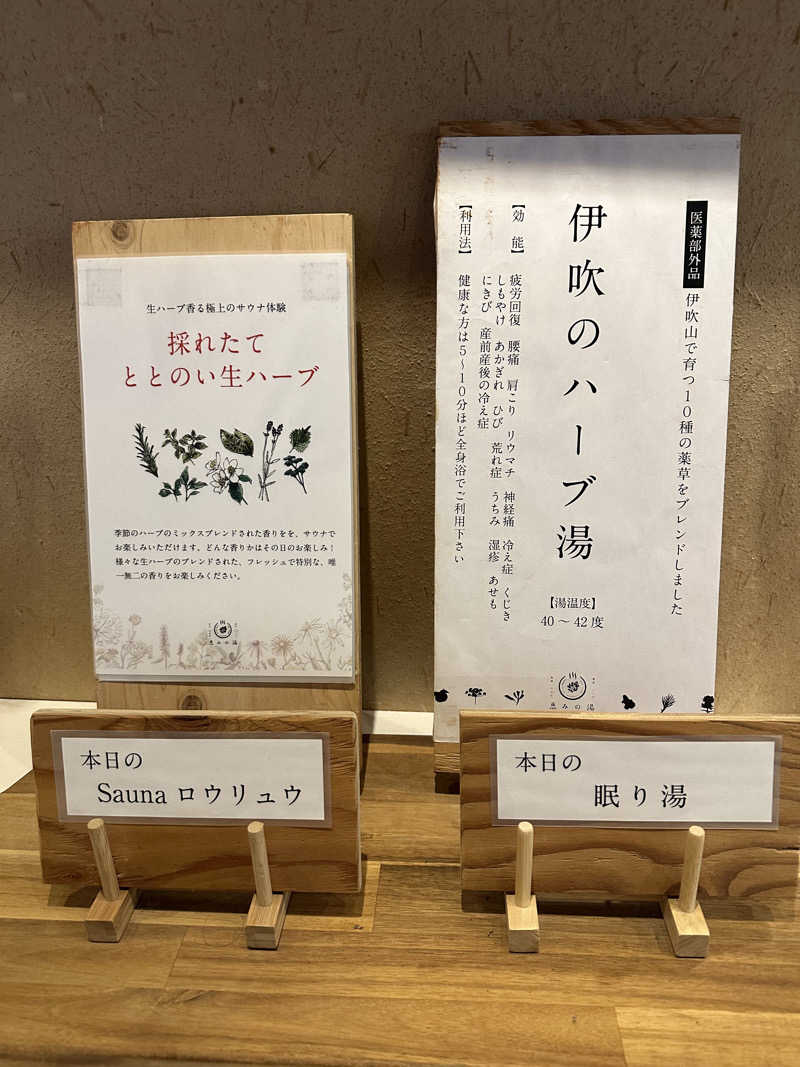 生ハーブ香る極上のサウナ体験
採れたて
ととのい生ハーブ
季節のハーブのミックスブレンドされた香りをを、サウナで
お楽しみいただけます。どんな香りかはその日のお楽しみ！
様々な生ハーブのブレンドされた、フレッシュで特別な、唯
一無二の香りをお楽しみください。
恵みの湯
本日の
Sauna ロウリュウ
医薬部外品
伊吹山で育つ10種の薬草をブレンドしました
伊吹のハーブ湯
【湯温度】
40～42度
【効 能】
疲労回復 腰痛 肩こり リウマチ 神経痛 冷え症 くじき
しもやけ あかぎれ ひび 荒れ症 うちみ 湿疹 あせも
にきび 産前産後の冷え症
【利用法】
健康な方は5～10分ほど全身浴でご利用下さい
恵みの湯
本日の
眠り湯